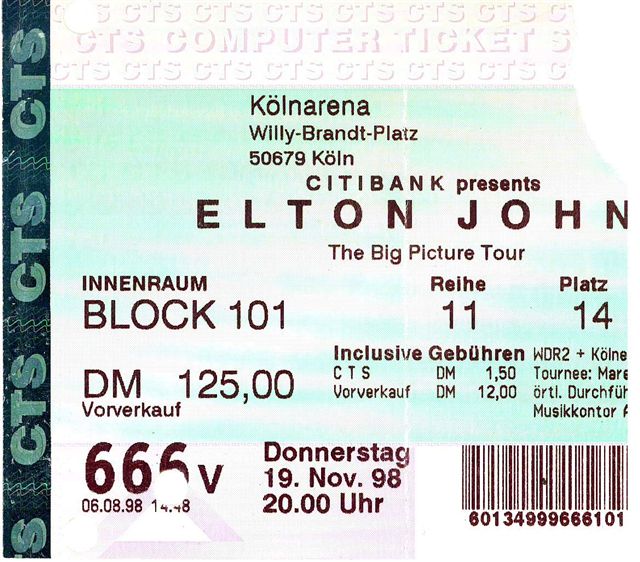 CTS CTS CTS CTS CTS CTS CTS
CTS COMPUTER TICKET S
CTS CTS CTS CTS CTS CTS CTS CTS
CTS
CTS
CTS
CTS
Kölnarena
Willy-Brandt-Platz
50679 Köln
CITIBANK presents
ELTON JOHN
The Big Picture Tour
INNENRAUM Reihe Platz
BLOCK 101 11 14
Inclusive Gebühren WDR2 + Kölne
CTS DM 1,50 Tournee: Mare
Vorverkauf DM 12,00 örtl. Durchfüh
Musikkontor
DM 125,00
Vorverkauf
666 V
06.08.98 14.48
Donnerstag
19. Nov. 98
20.00 Uhr
60134999666101